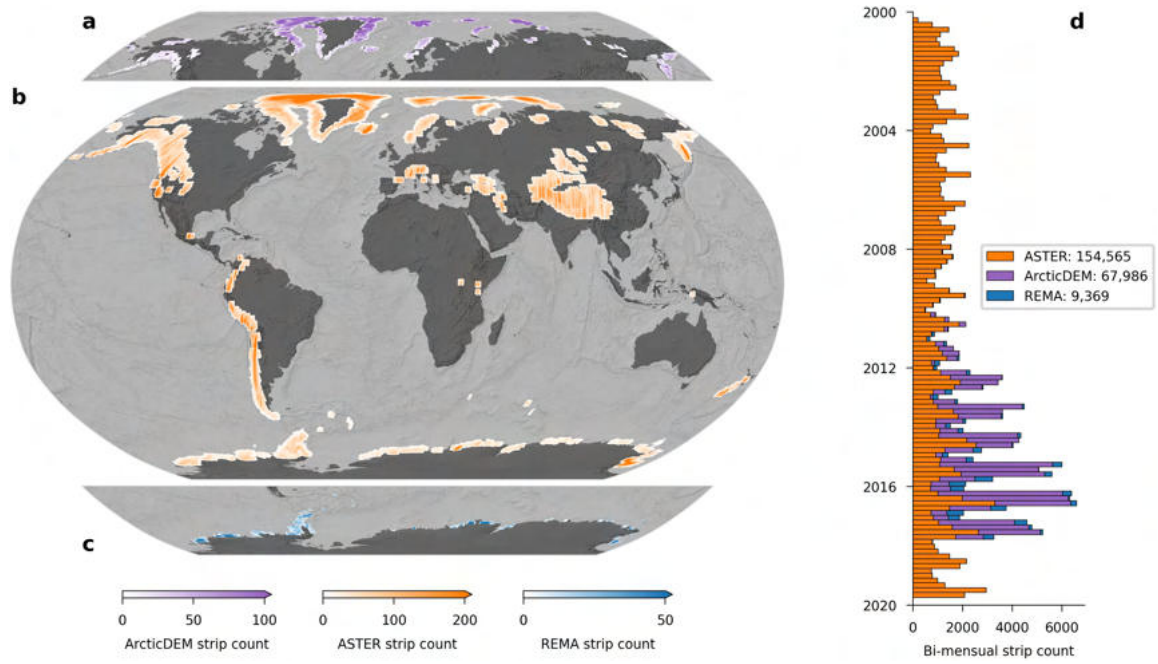 a
b
c
0
50
100
ArcticDEM strip count
0
100
200
ASTER strip count
0
50
REMA strip count
d
2000
2004
2008
2012
2016
2020
ASTER: 154,565
ArcticDEM: 67,986
REMA: 9,369
0
2000
4000
6000
Bi-mensual strip count